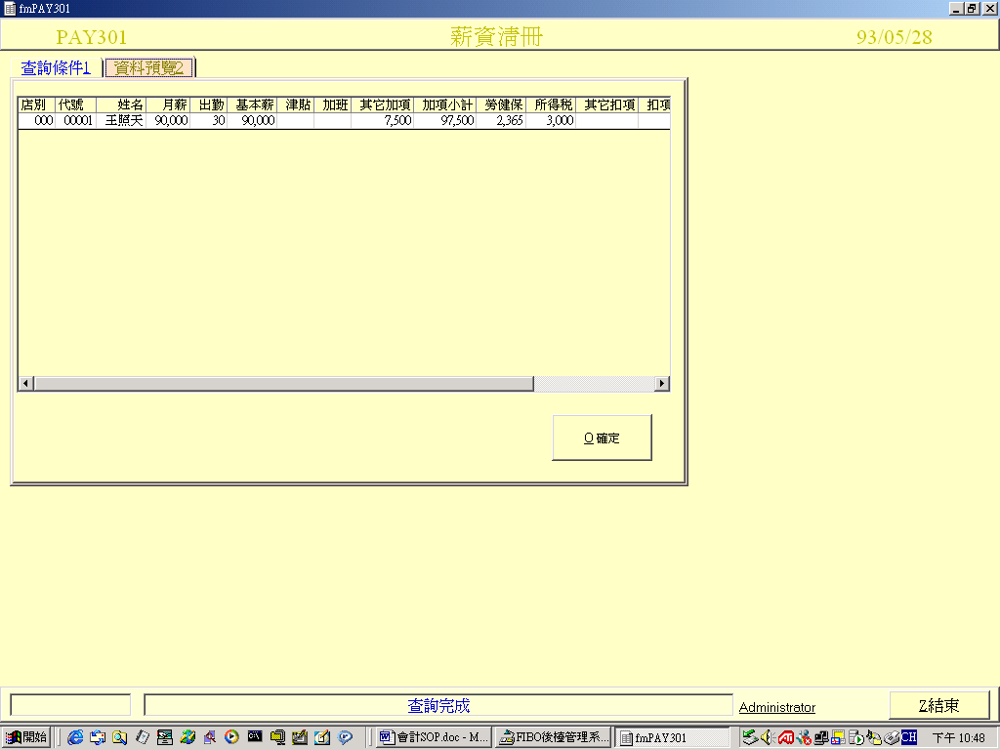 fmPAY301
PAY301 薪資清冊 93/05/28
查詢條件1 資料預覽2
店別 代號 姓名 月薪 出勤 基本薪 津貼 加班 其它加項 加項小計 勞健保 所得稅 其它扣項 扣項
000 00001 王照天 90,000 30 90,000 7,500 97,500 2,365 3,000
O 確定
查詢完成 Administrator Z結束
開始 會計SOP.doc - M... FIBO後檯管理系... fmPAY301 CH 下午 10:48